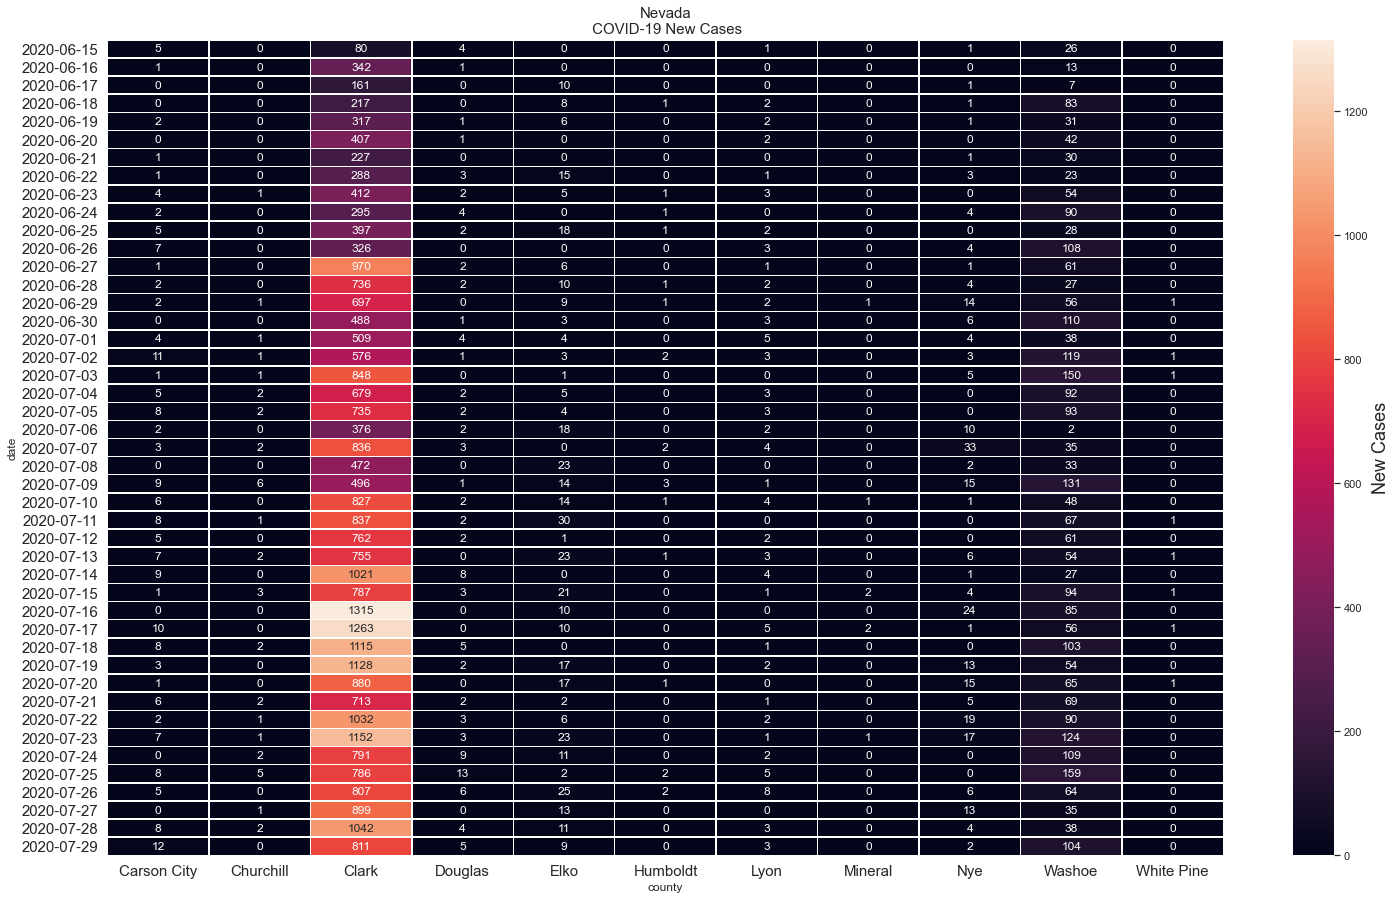 Nevada
COVID-19 New Cases
2020-06-15 5 0 80 4 0 0 1 0 1 26 0
2020-06-16 1 0 342 1 0 0 0 0 0 13 0
2020-06-17 0 0 161 0 10 0 0 0 1 7 0
2020-06-18 0 0 217 0 8 1 2 0 1 83 0
2020-06-19 2 0 317 1 6 0 2 0 1 31 0
2020-06-20 0 0 407 1 0 0 2 0 0 42 0
2020-06-21 1 0 227 0 0 0 0 0 1 30 0
2020-06-22 1 0 288 3 15 0 1 0 3 23 0
2020-06-23 4 1 412 2 5 1 3 0 0 54 0
2020-06-24 2 0 295 4 0 1 0 0 4 90 0
2020-06-25 5 0 397 2 18 1 2 0 0 28 0
2020-06-26 7 0 326 0 0 0 3 0 4 108 0
2020-06-27 1 0 970 2 6 0 1 0 1 61 0
2020-06-28 2 0 736 2 10 1 2 0 4 27 0
2020-06-29 2 1 697 0 9 1 2 1 14 56 1
2020-06-30 0 0 488 1 3 0 3 0 6 110 0
2020-07-01 4 1 509 4 4 0 5 0 4 38 0
2020-07-02 11 1 576 1 3 2 3 0 3 119 1
2020-07-03 1 1 848 0 1 0 0 0 5 150 1
2020-07-04 5 2 679 2 5 0 3 0 0 92 0
2020-07-05 8 2 735 2 4 0 3 0 0 93 0
2020-07-06 2 0 376 2 18 0 2 0 10 2 0
2020-07-07 3 2 836 3 0 2 4 0 33 35 0
2020-07-08 0 0 472 0 23 0 0 0 2 33 0
2020-07-09 9 6 496 1 14 3 1 0 15 131 0
2020-07-10 6 0 827 2 14 1 4 1 1 48 0
2020-07-11 8 1 837 2 30 0 0 0 0 67 1
2020-07-12 5 0 762 2 1 0 2 0 0 61 0
2020-07-13 7 2 755 0 23 1 3 0 6 54 1
2020-07-14 9 0 1021 8 0 0 4 0 1 27 0
2020-07-15 1 3 787 3 21 0 1 2 4 94 1
2020-07-16 0 0 1315 0 10 0 0 0 24 85 0
2020-07-17 10 0 1263 0 10 0 5 2 1 56 1
2020-07-18 8 2 1115 5 0 0 1 0 0 103 0
2020-07-19 3 0 1128 2 17 0 2 0 13 54 0
2020-07-20 1 0 880 0 17 1 0 0 15 65 1
2020-07-21 6 2 713 2 2 0 1 0 5 69 0
2020-07-22 2 1 1032 3 6 0 2 0 19 90 0
2020-07-23 7 1 1152 3 23 0 1 1 17 124 0
2020-07-24 0 2 791 9 11 0 2 0 0 109 0
2020-07-25 8 5 786 13 2 2 5 0 0 159 0
2020-07-26 5 0 807 6 25 2 8 0 6 64 0
2020-07-27 0 1 899 0 13 0 0 0 13 35 0
2020-07-28 8 2 1042 4 11 0 3 0 4 38 0
2020-07-29 12 0 811 5 9 0 3 0 2 104 0
Carson City Churchill Clark Douglas Elko Humboldt Lyon Mineral Nye Washoe White Pine
county
date
1200
1000
800
600
400
200
0
New Cases